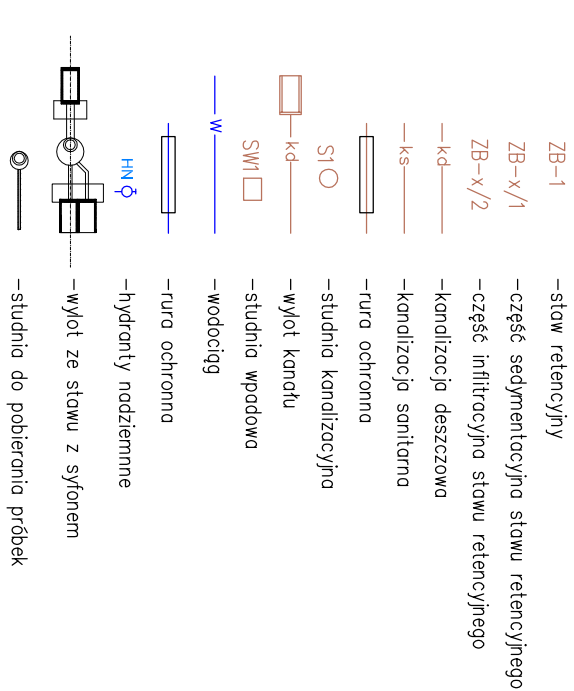 ZB-1 -staw retencyjny
ZB-x/1 -część sedymentacyjna stawu retencyjnego
ZB-x/2 -część infiltracyjna stawu retencyjnego
kd -kanalizacja deszczowa
ks -kanalizacja sanitarna
-rura ochronna
S1 -studnia kanalizacyjna
kd -wylot kanału
SW1 -studnia wpadowa
W -wodociąg
-rura ochronna
HN -hydranty nadziemnne
-wylot ze stawu z syfonem
-studnia do pobierania próbek